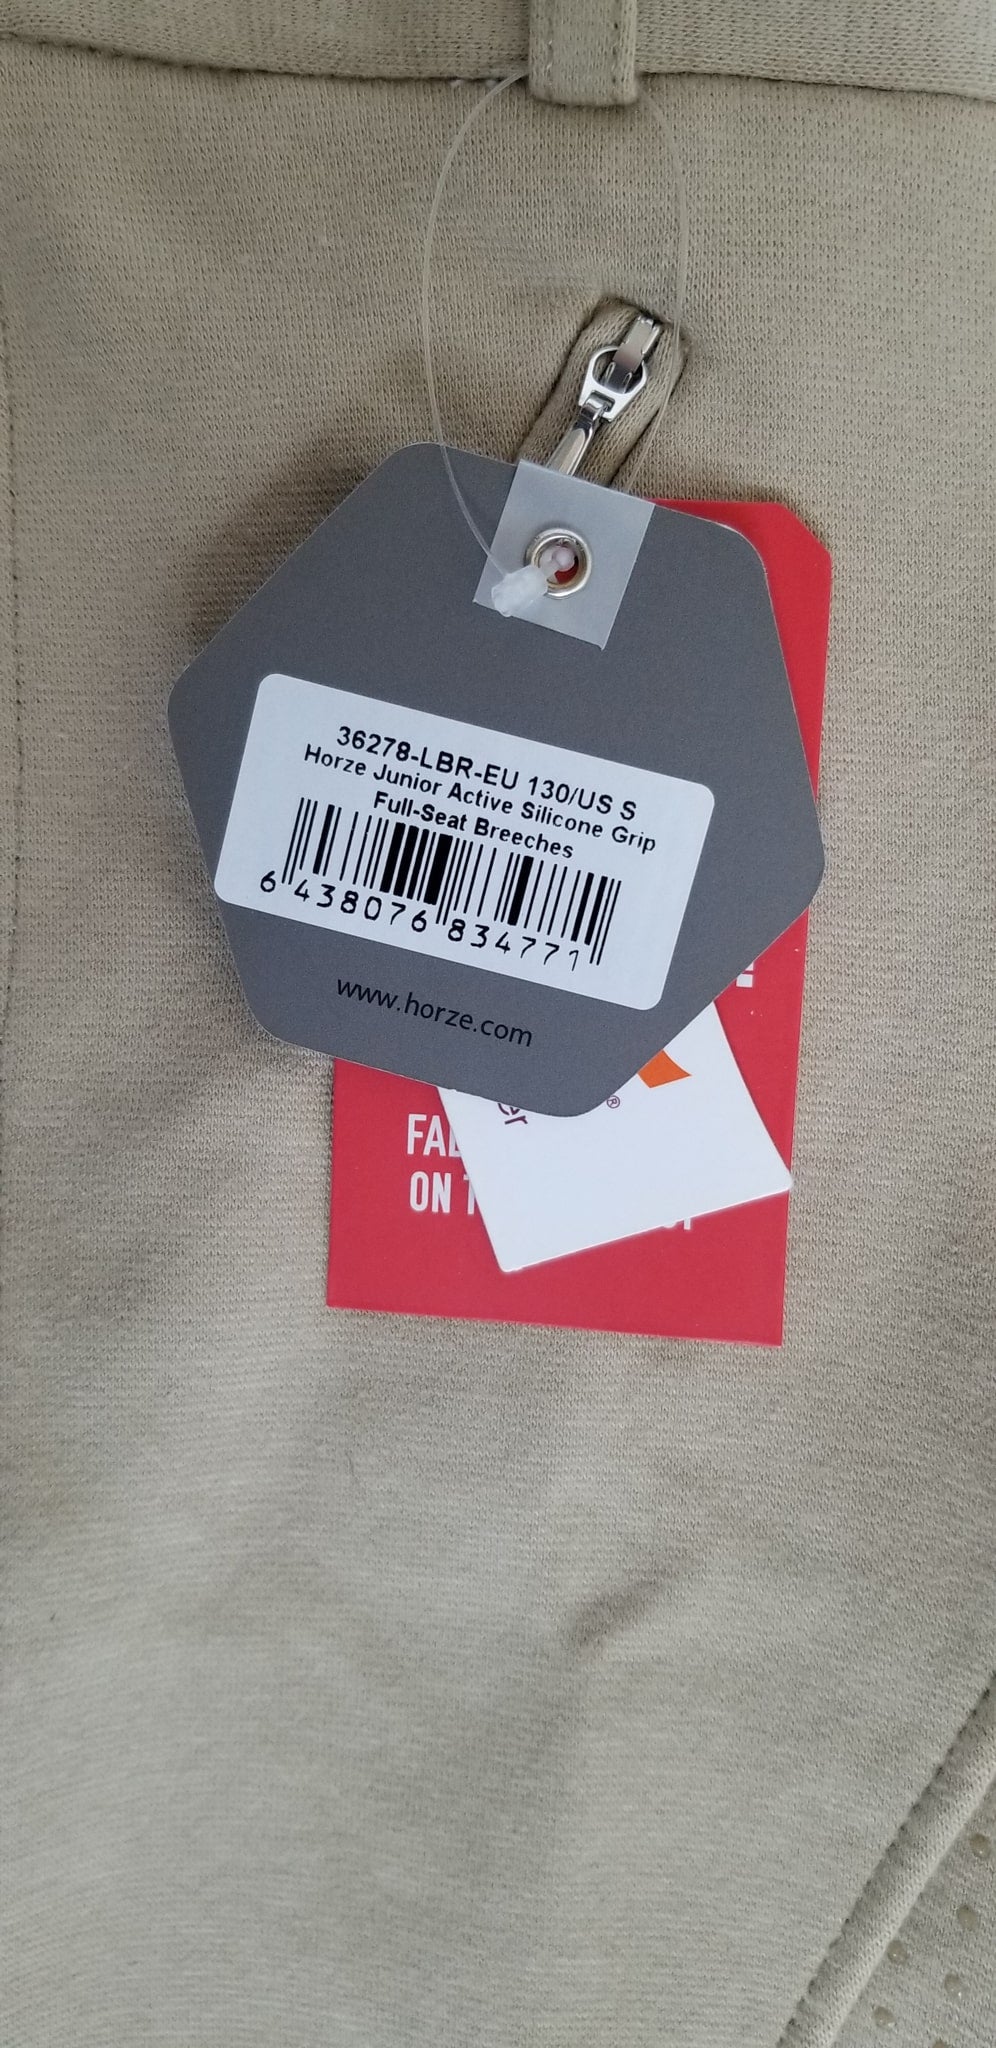 36278-LBR-EU 130/US S
Horze Junior Active Silicone Grip
Full-Seat Breeches
6 438076 834771
www.horze.com
®
ON